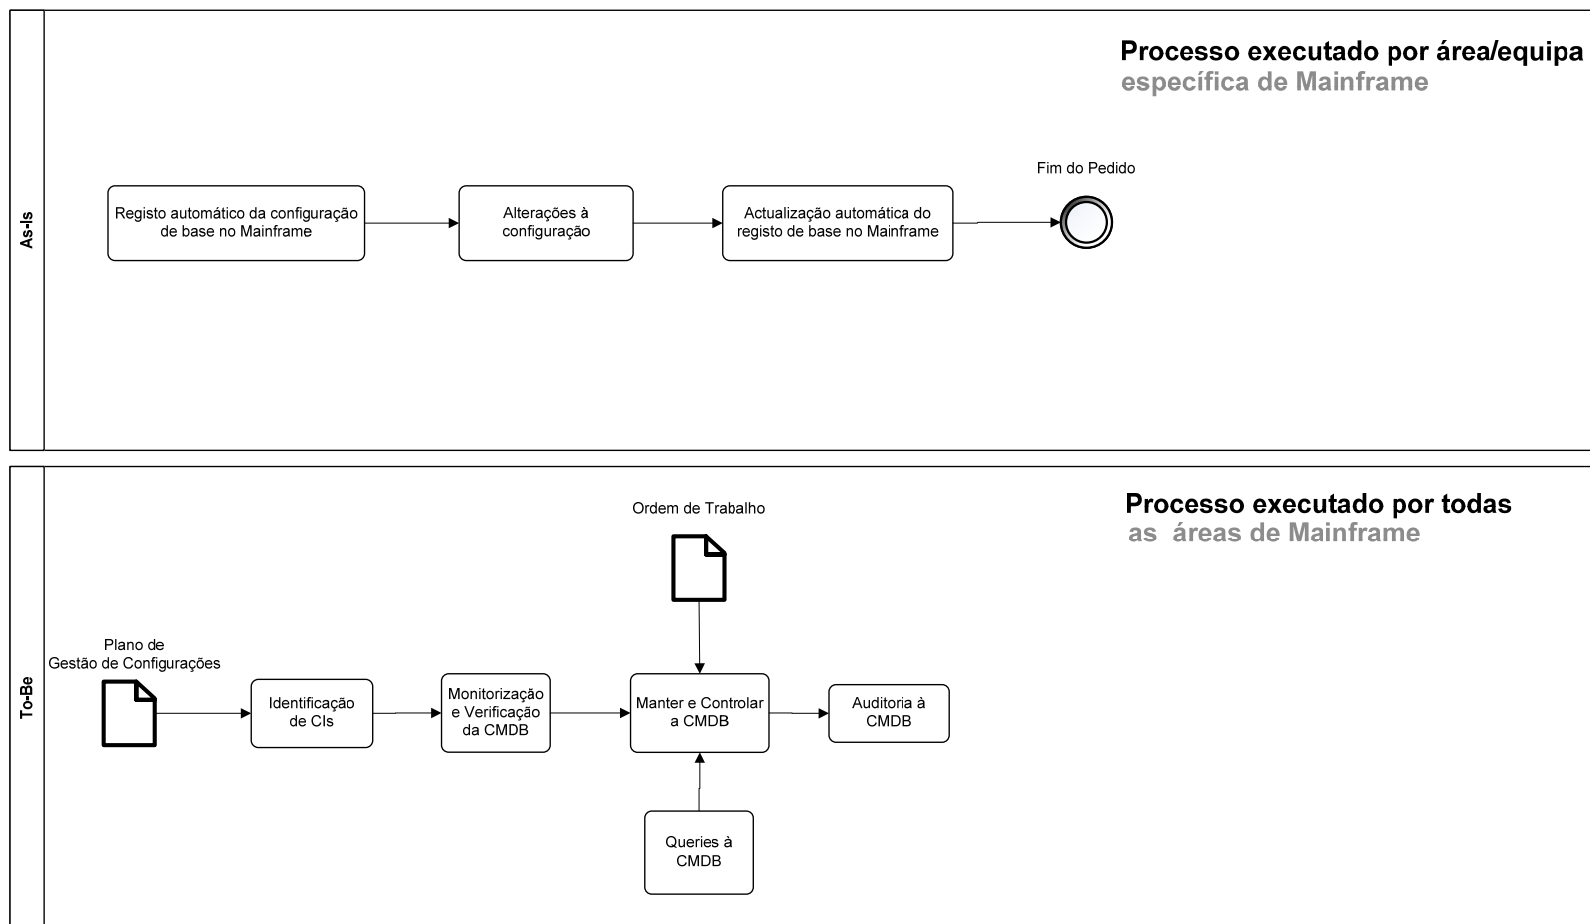 Processo executado por área/equipa
específica de Mainframe
As-Is
Fim do Pedido
Registo automático da configuração
de base no Mainframe
Alterações à
configuração
Actualização automática do
registo de base no Mainframe
Processo executado por todas
as áreas de Mainframe
To-Be
Ordem de Trabalho
Plano de
Gestão de Configurações
Identificação
de CIs
Monitorização
e Verificação
da CMDB
Manter e Controlar
a CMDB
Auditoria à
CMDB
Queries à
CMDB